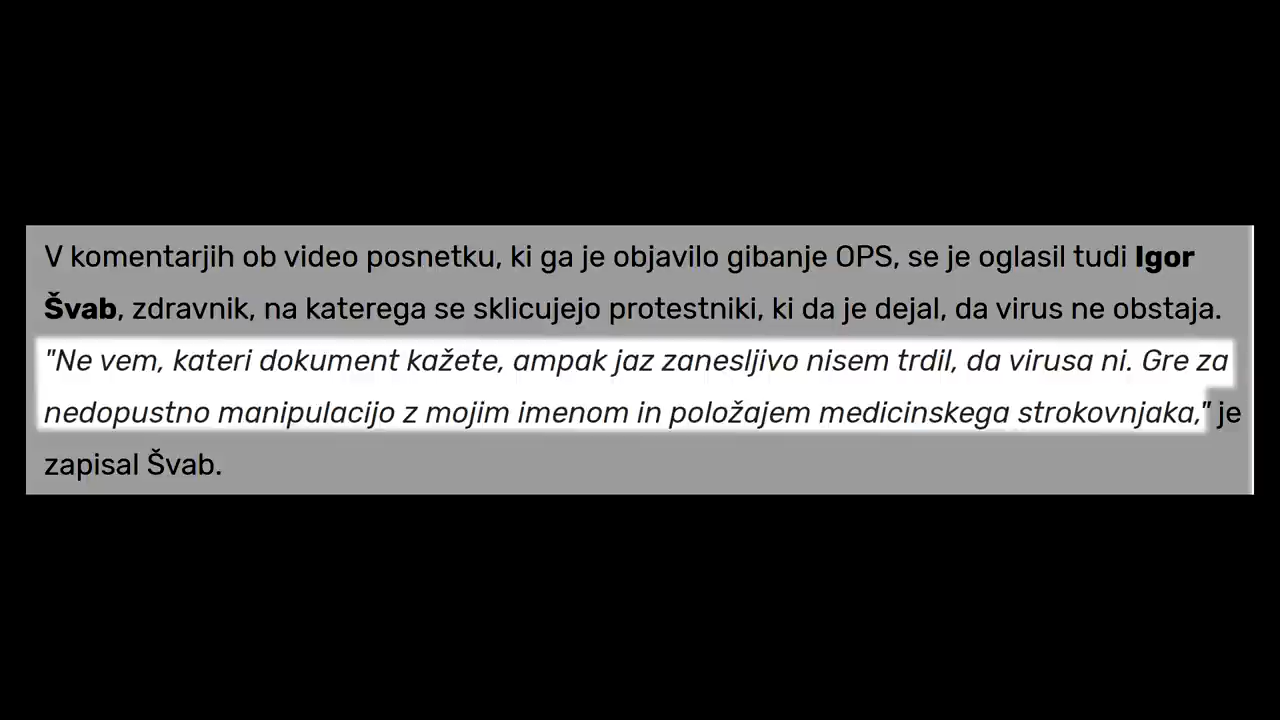 V komentarjih ob video posnetku, ki ga je objavilo gibanje OPS, se je oglasil tudi Igor
Švab, zdravnik, na katerega se sklicujejo protestniki, ki da je dejal, da virus ne obstaja.
"Ne vem, kateri dokument kažete, ampak jaz zanesljivo nisem trdil, da virusa ni. Gre za
nedopustno manipulacijo z mojim imenom in položajem medicinskega strokovnjaka," je
zapisal Švab.